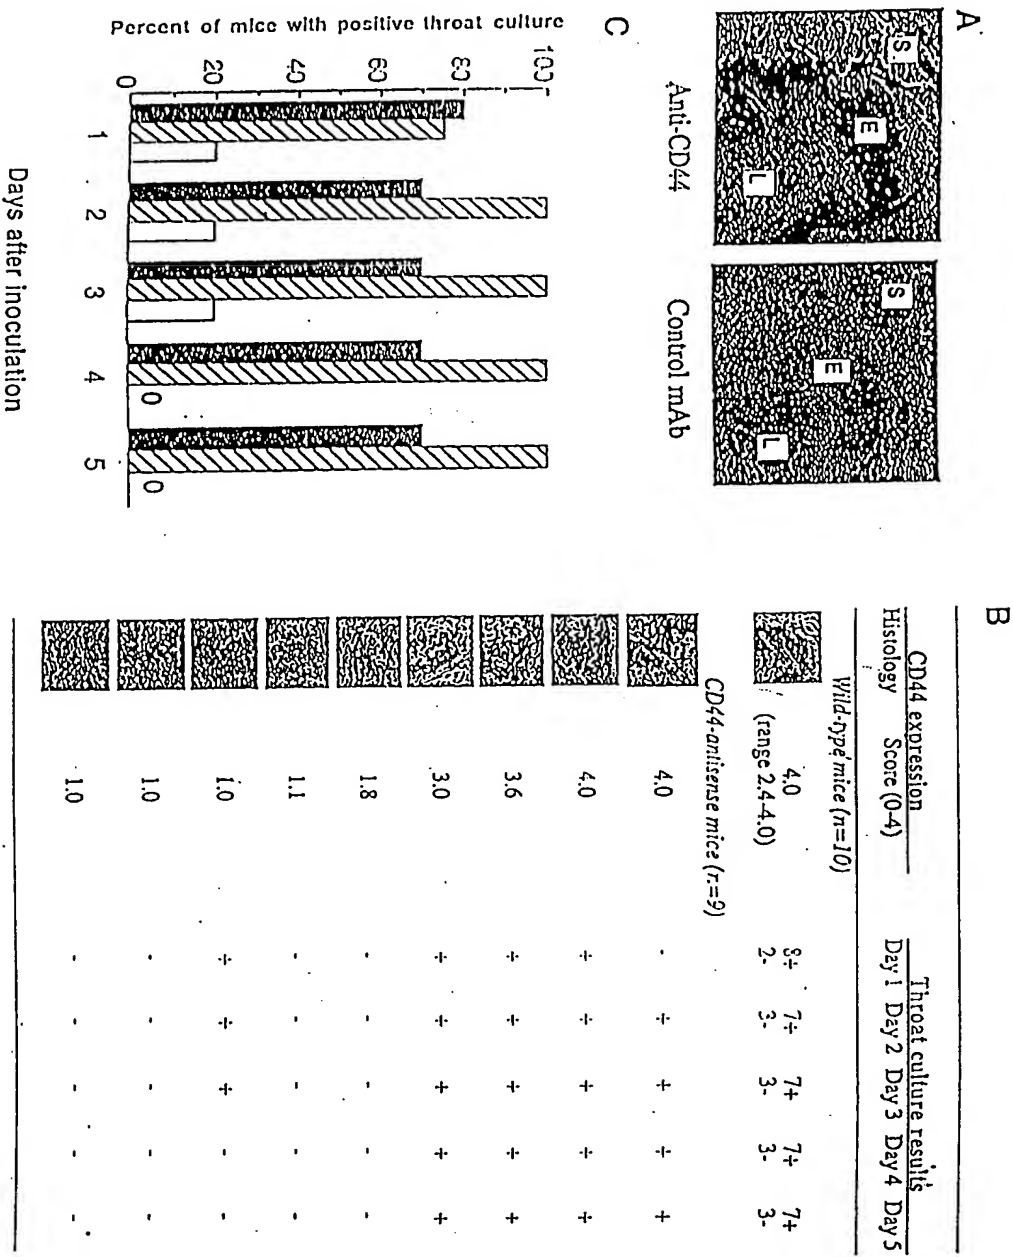 A
S
E
L
S
E
L
Anti-CD44
Control mAb
B
CD44 expression
Throat culture results
Histology Score (0-4) Day 1 Day 2 Day 3 Day 4 Day 5
Wild-type mice (n=10)
4.0 8+ 7+ 7+ 7+ 7+
(range 2.4-4.0) 2- 3- 3- 3- 3-
CD44-antisense mice (n=9)
4.0 - + + + +
4.0 + + + + +
3.6 + + + + +
3.0 + + + + +
1.8 - - - - -
1.1 - - - - -
1.0 + + + - -
1.0 - - - - -
1.0 - - - - -
C
Percent of mice with positive throat culture
100
80
60
40
20
0
0
0
1 2 3 4 5
Days after inoculation